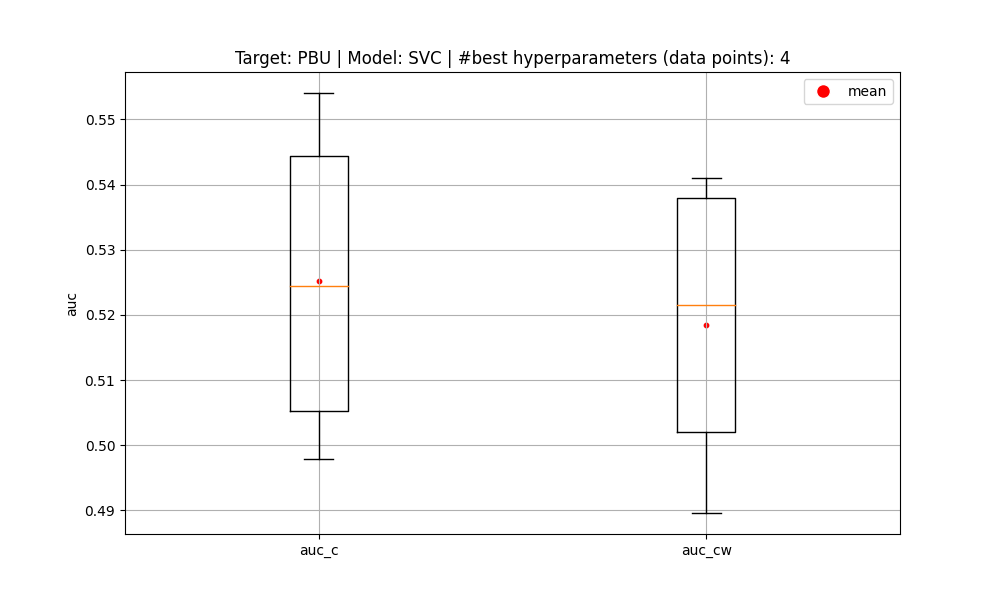 Target: PBU | Model: SVC | #best hyperparameters (data points): 4
mean
0.55
0.54
0.53
0.52
0.51
0.50
0.49
auc
auc_c
auc_cw